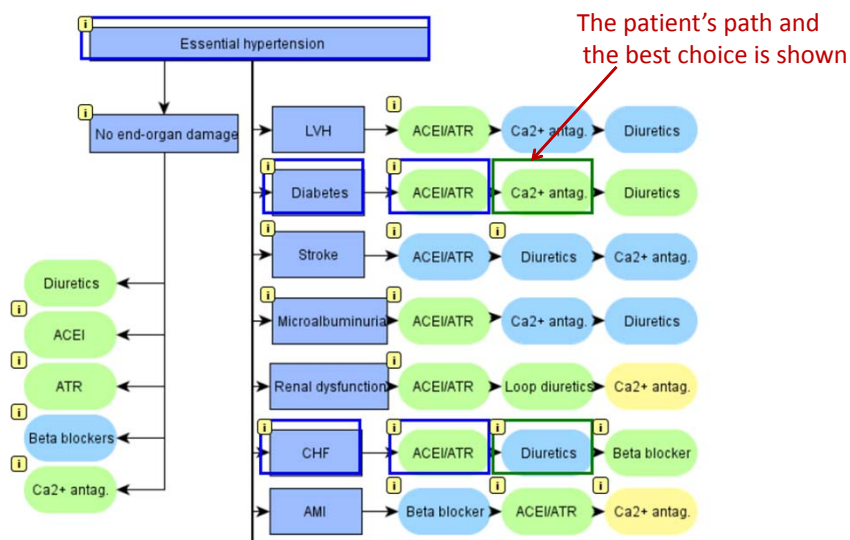 The patient's path and
the best choice is shown
i
Essential hypertension
i
No end-organ damage
i
LVH
ACEI/ATR
Ca2+ antag.
Diuretics
i
i
Diabetes
ACEI/ATR
Ca2+ antag.
Diuretics
i
i
i
Stroke
ACEI/ATR
Diuretics
Ca2+ antag.
i
i
Microalbuminuria
ACEI/ATR
Ca2+ antag.
Diuretics
i
Renal dysfunction
ACEI/ATR
Loop diuretics
Ca2+ antag.
i
i
i
i
CHF
ACEI/ATR
Diuretics
Beta blocker
i
i
i
AMI
Beta blocker
ACEI/ATR
Ca2+ antag.
Diuretics
i
ACEI
i
ATR
i
Beta blockers
i
Ca2+ antag.